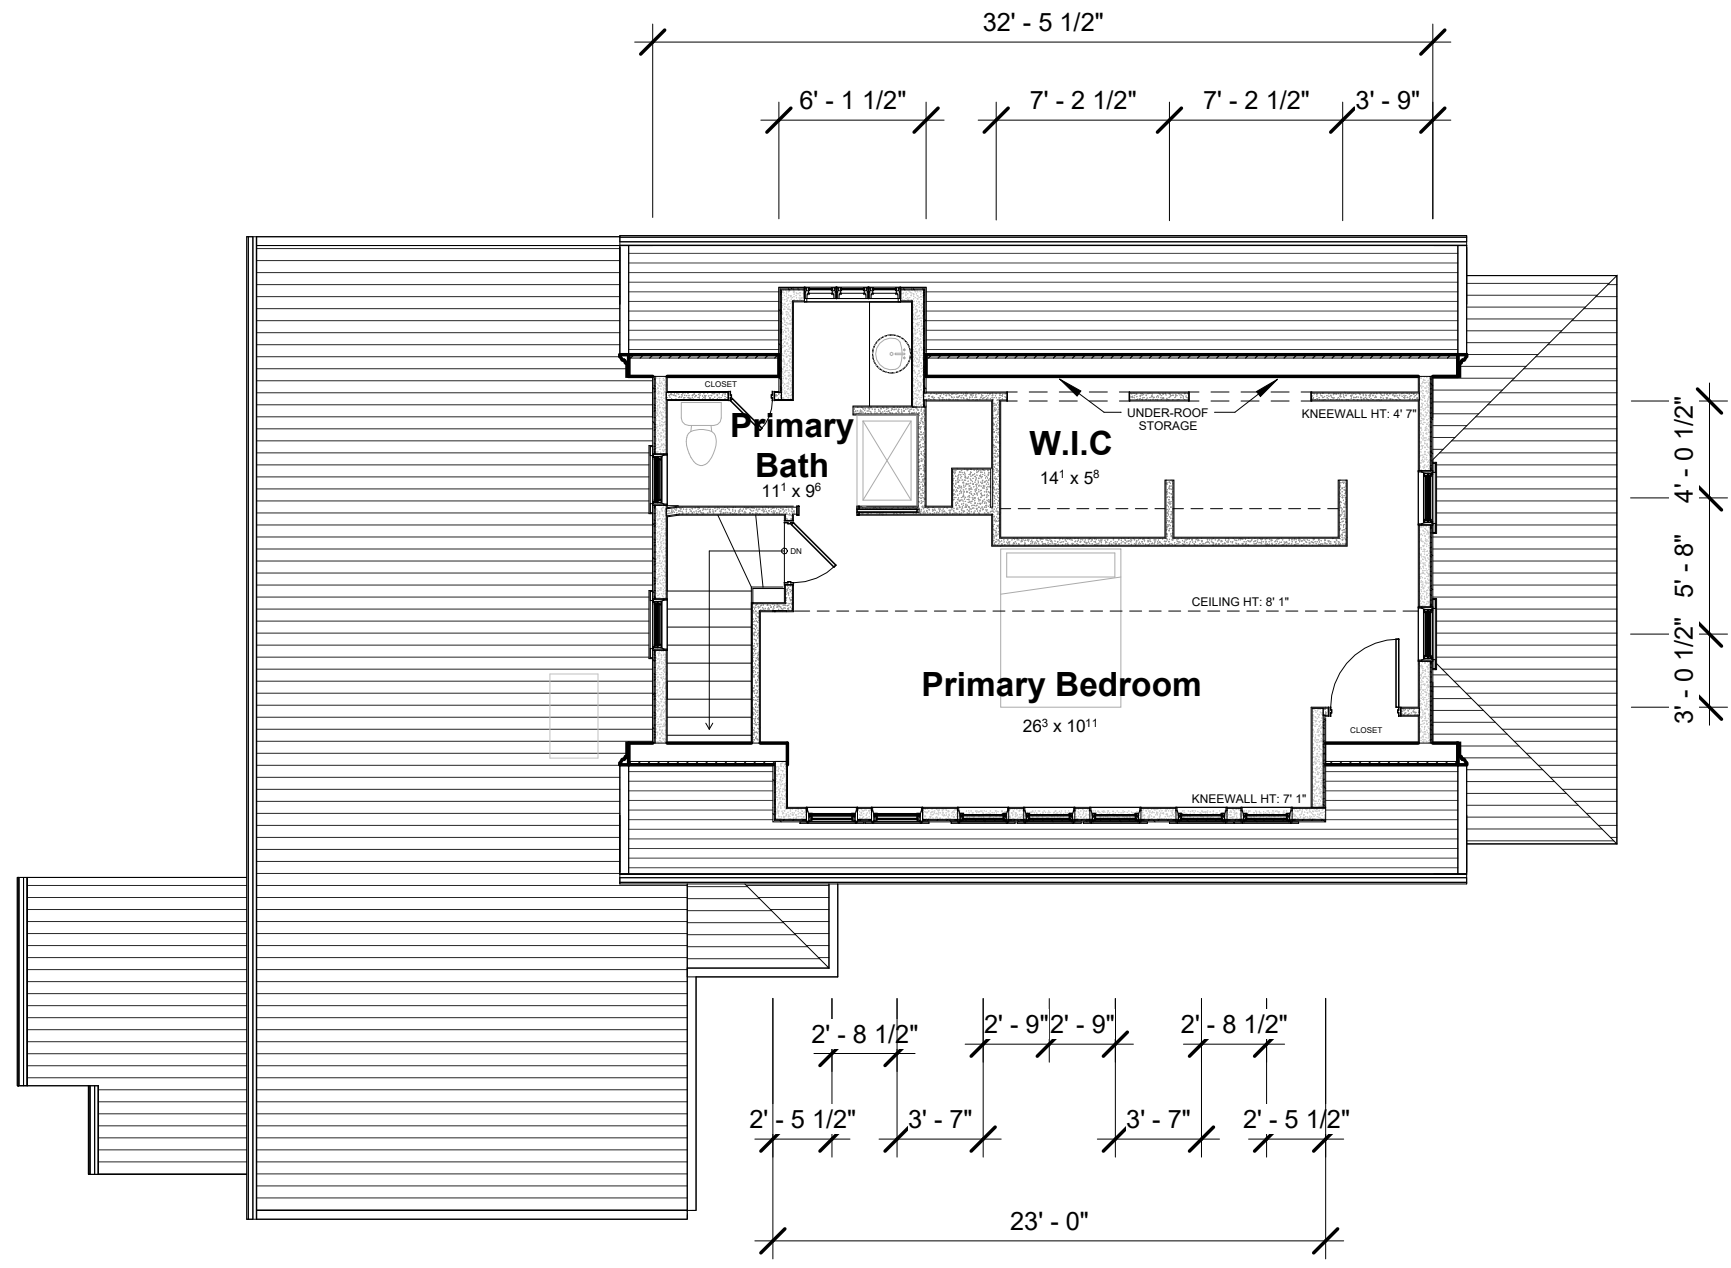 32' - 5 1/2"
6' - 1 1/2"
7' - 2 1/2"
7' - 2 1/2"
3' - 9"
CLOSET
Primary
Bath
11¹ x 9⁶
UNDER-ROOF
STORAGE
KNEEWALL HT: 4' 7"
W.I.C
14¹ x 5⁸
4' - 0 1/2"
5' - 8"
3' - 0 1/2"
DN
CEILING HT: 8' 1"
Primary Bedroom
26³ x 10¹¹
CLOSET
KNEEWALL HT: 7' 1"
2' - 8 1/2"
2' - 9"
2' - 9"
2' - 8 1/2"
2' - 5 1/2"
3' - 7"
3' - 7"
2' - 5 1/2"
23' - 0"